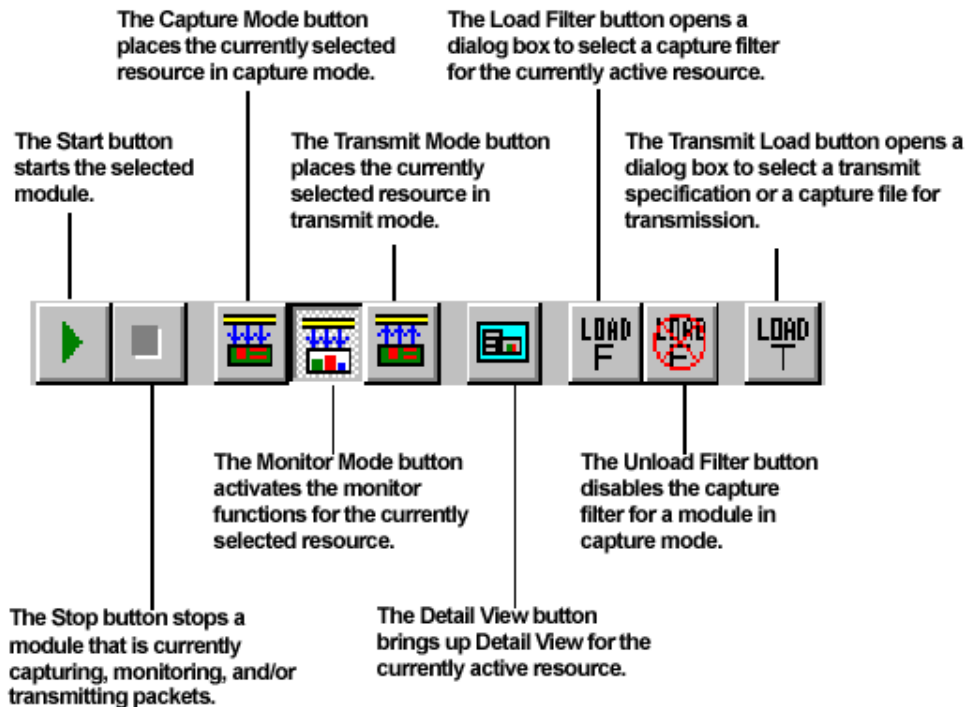 The Capture Mode button
places the currently selected
resource in capture mode.
The Load Filter button opens a
dialog box to select a capture filter
for the currently active resource.
The Start button
starts the selected
module.
The Transmit Mode button
places the currently
selected resource in
transmit mode.
The Transmit Load button opens a
dialog box to select a transmit
specification or a capture file for
transmission.
LOAD
F
LOAD
F
LOAD
T
The Monitor Mode button
activates the monitor
functions for the currently
selected resource.
The Unload Filter button
disables the capture
filter for a module in
capture mode.
The Stop button stops a
module that is currently
capturing, monitoring, and/or
transmitting packets.
The Detail View button
brings up Detail View for the
currently active resource.